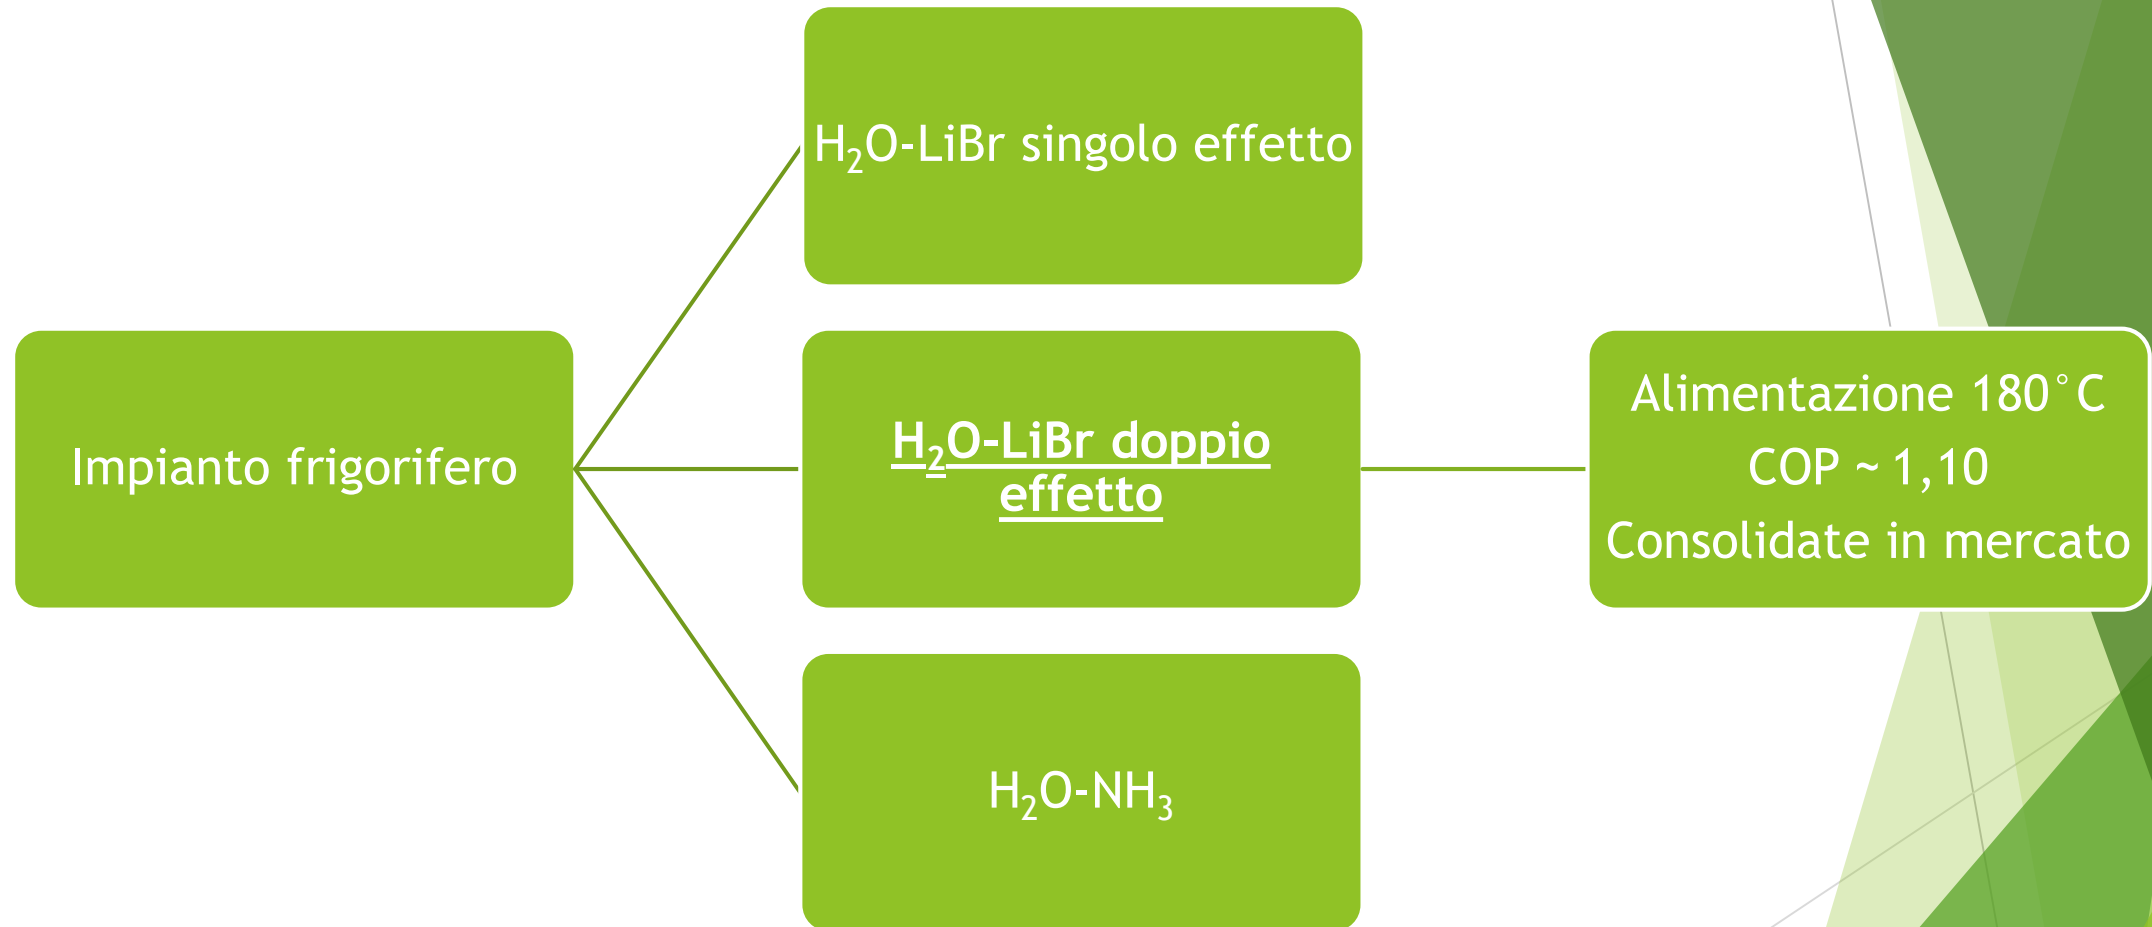 H₂O-LiBr singolo effetto
Impianto frigorifero
H₂O-LiBr doppio
effetto
Alimentazione 180°C
COP ~ 1,10
Consolidate in mercato
H₂O-NH₃